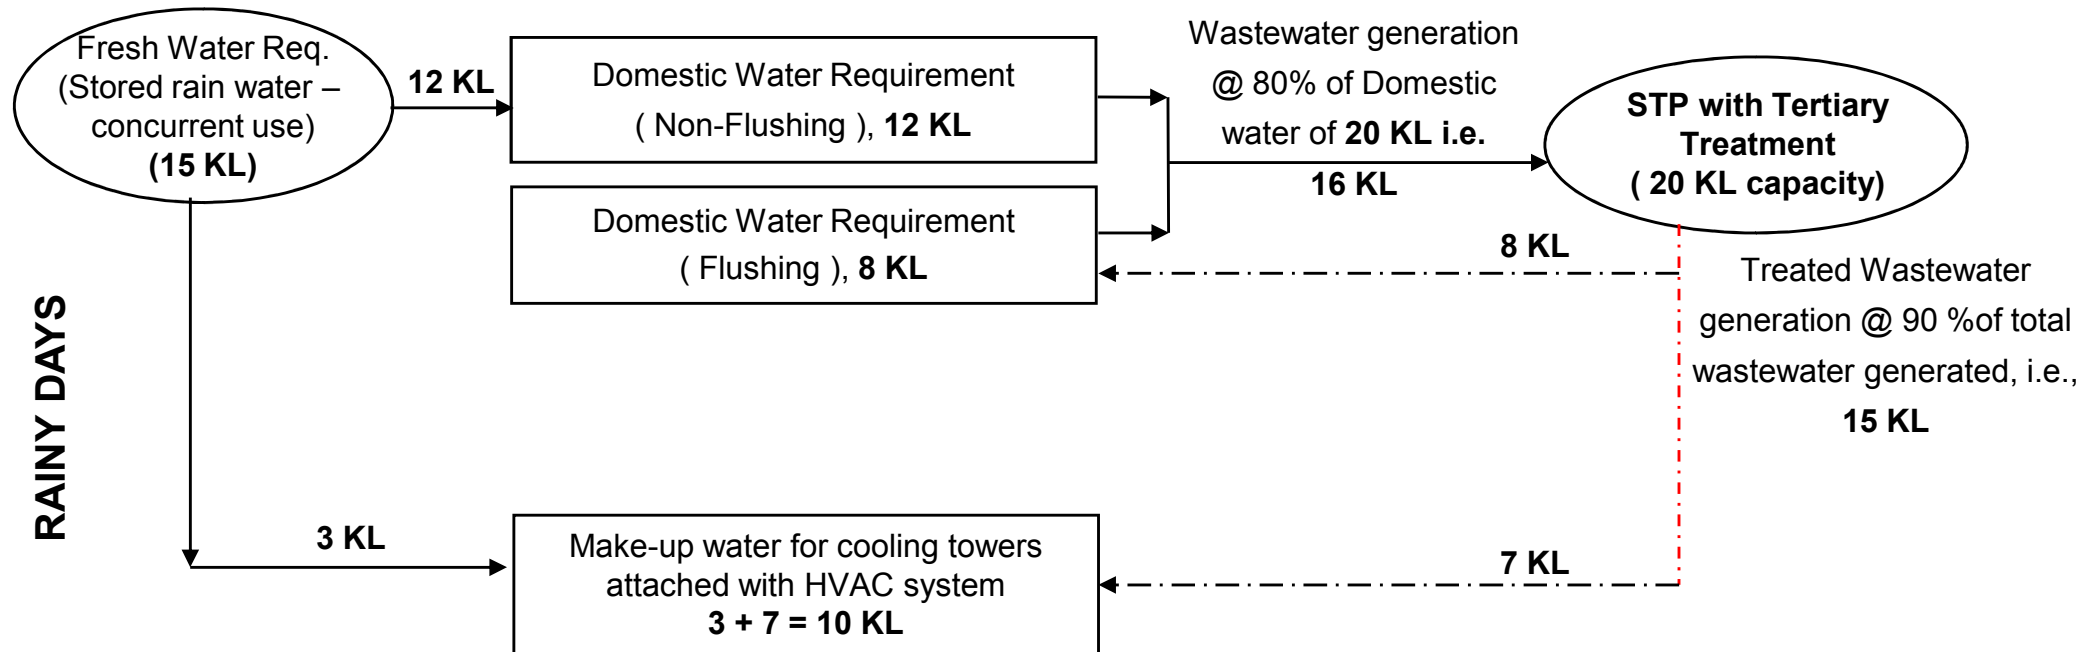 Fresh Water Req.
(Stored rain water –
concurrent use)
(15 KL)
12 KL
Domestic Water Requirement
( Non-Flushing ), 12 KL
Wastewater generation
@ 80% of Domestic
water of 20 KL i.e.
16 KL
STP with Tertiary
Treatment
( 20 KL capacity)
Domestic Water Requirement
( Flushing ), 8 KL
8 KL
Treated Wastewater
generation @ 90 %of total
wastewater generated, i.e.,
15 KL
RAINY DAYS
3 KL
Make-up water for cooling towers
attached with HVAC system
3 + 7 = 10 KL
7 KL